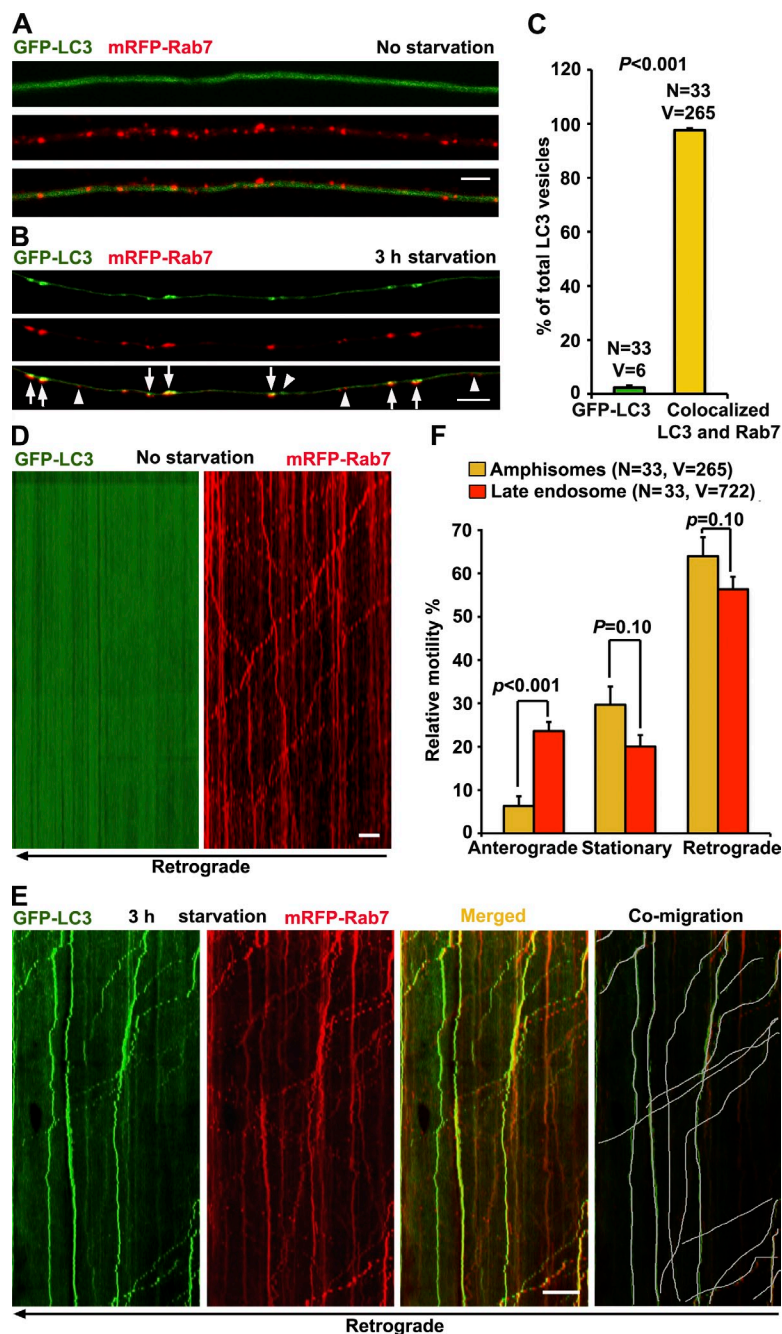 A
GFP-LC3 mRFP-Rab7 No starvation
B
GFP-LC3 mRFP-Rab7 3 h starvation
C
P<0.001
N=33
V=265
120
100
80
60
40
20
0
% of total LC3 vesicles
N=33
V=6
GFP-LC3
Colocalized
LC3 and Rab7
D
GFP-LC3 No starvation mRFP-Rab7
Retrograde
F
Amphisomes (N=33, V=265)
Late endosome (N=33, V=722)
70
60
50
40
30
20
10
0
Relative motility %
p<0.001
P=0.10
p=0.10
Anterograde Stationary Retrograde
E
GFP-LC3 3 h starvation mRFP-Rab7 Merged Co-migration
Retrograde